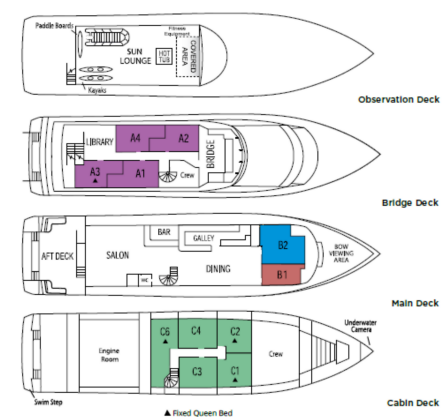 Paddle Boards
Fitness
Equipment
SUN
LOUNGE
HOT
TUB
COVERED
AREA
Kayaks
Observation Deck
LIBRARY
A4
A2
BRIDGE
A3
A1
Crew
Bridge Deck
BAR
GALLEY
B2
AFT DECK
SALON
DINING
BOW
VIEWING
AREA
WC
B1
Main Deck
Underwater
Camera
C6
C4
C2
Engine
Room
Crew
C3
C1
Cabin Deck
Swim Step
▲ Fixed Queen Bed